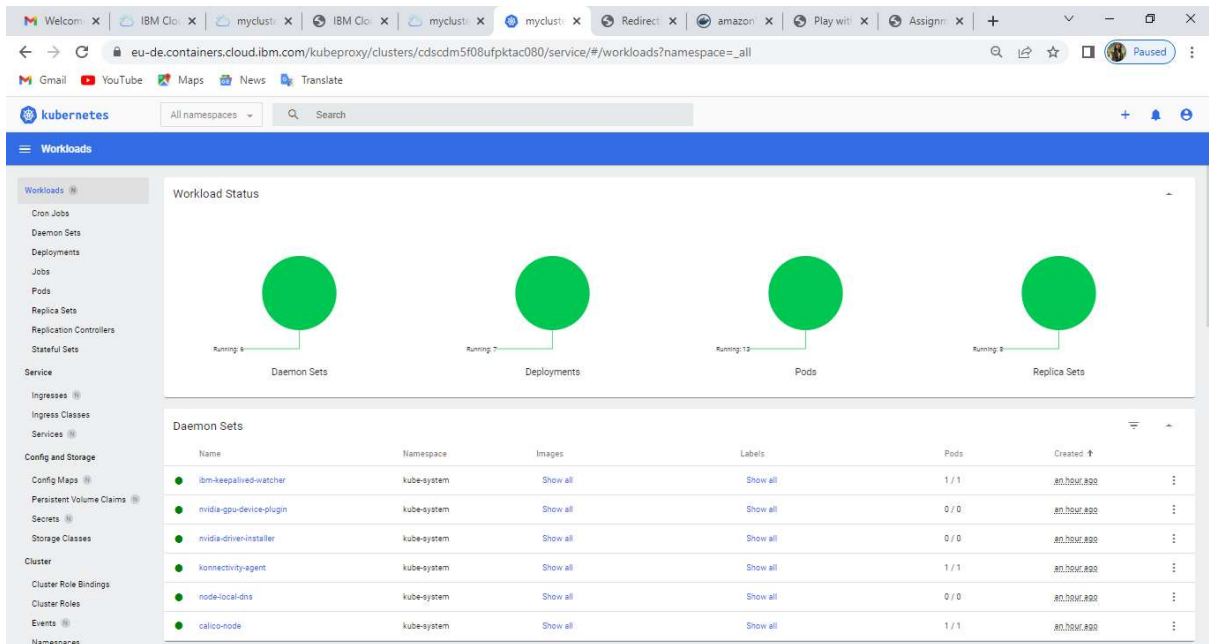 Welcom
IBM Clo
myclust
IBM Clo
myclust
myclust
Redirect
amazon
Play wit
Assignm
eu-de.containers.cloud.ibm.com/kubeproxy/clusters/cdscdm5f08ufpktac080/service/#/workloads?namespace=_all
Paused
Gmail YouTube Maps News Translate
kubernetes
All namespaces
Search
Workloads
Workloads N
Cron Jobs
Daemon Sets
Deployments
Jobs
Pods
Replica Sets
Replication Controllers
Stateful Sets
Service
Ingresses N
Ingress Classes
Services N
Config and Storage
Config Maps N
Persistent Volume Claims N
Secrets N
Storage Classes
Cluster
Cluster Role Bindings
Cluster Roles
Events N
Namespaces
Workload Status
Running: 6
Daemon Sets
Running: 7
Deployments
Running: 13
Pods
Running:
Replica Sets
Daemon Sets
Name Namespace Images Labels Pods Created
ibm-keepalived-watcher kube-system Show all Show all 1 / 1 an hour ago
nvidia-gpu-device-plugin kube-system Show all Show all 0 / 0 an hour ago
nvidia-driver-installer kube-system Show all Show all 0 / 0 an hour ago
konnectivity-agent kube-system Show all Show all 1 / 1 an hour ago
node-local-dns kube-system Show all Show all 0 / 0 an hour ago
calico-node kube-system Show all Show all 1 / 1 an hour ago